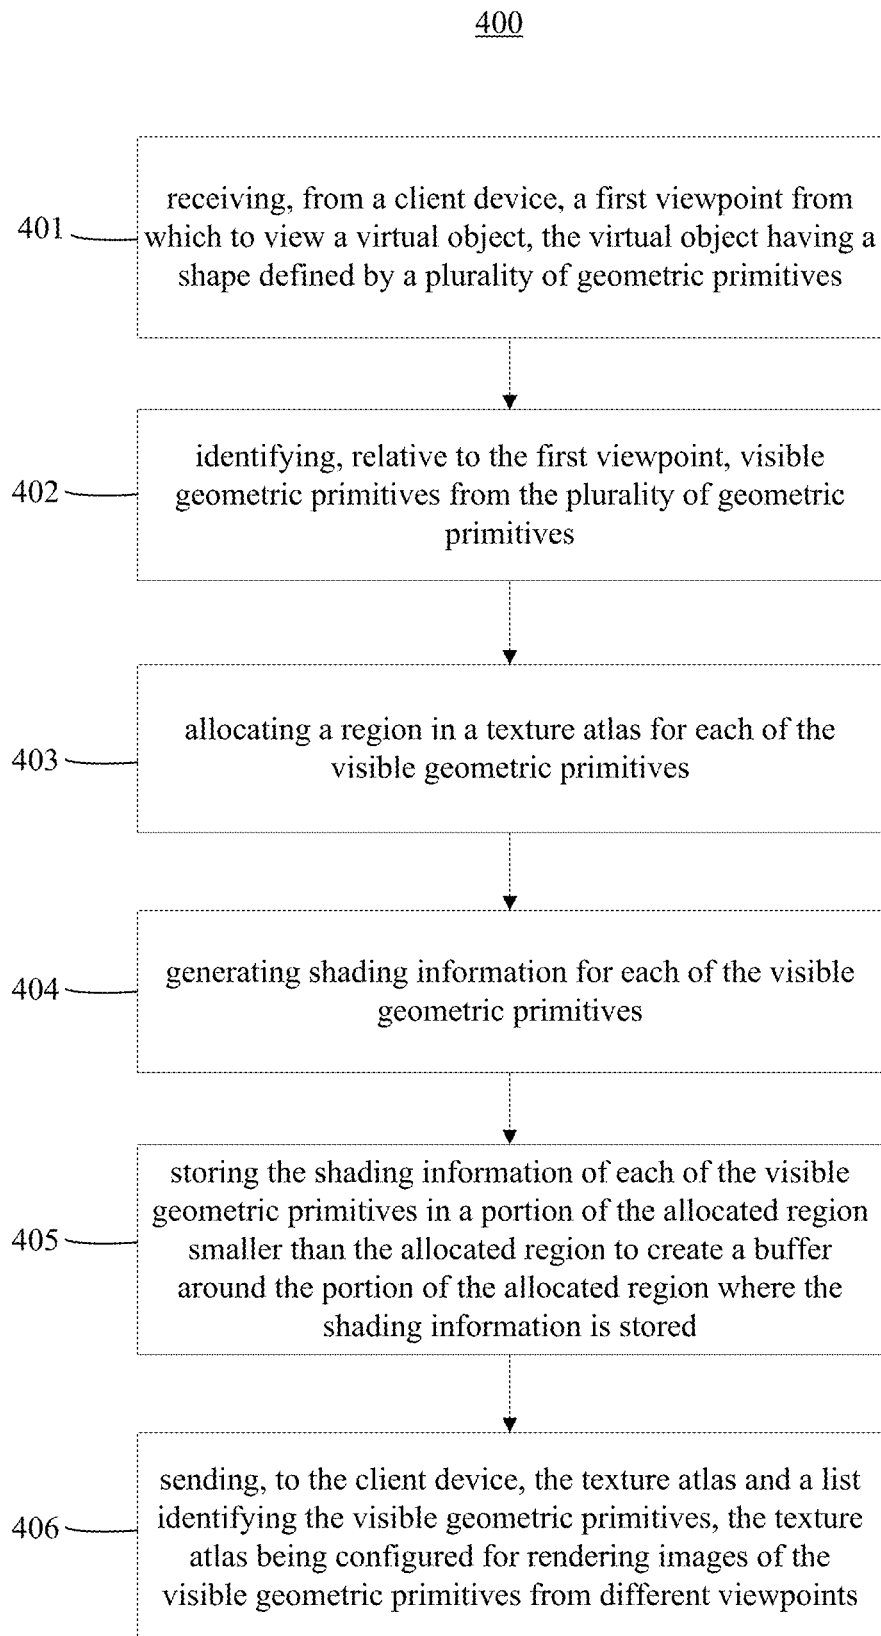 400
401
receiving, from a client device, a first viewpoint from
which to view a virtual object, the virtual object having a
shape defined by a plurality of geometric primitives
402
identifying, relative to the first viewpoint, visible
geometric primitives from the plurality of geometric
primitives
403
allocating a region in a texture atlas for each of the
visible geometric primitives
404
generating shading information for each of the visible
geometric primitives
405
storing the shading information of each of the visible
geometric primitives in a portion of the allocated region
smaller than the allocated region to create a buffer
around the portion of the allocated region where the
shading information is stored
406
sending, to the client device, the texture atlas and a list
identifying the visible geometric primitives, the texture
atlas being configured for rendering images of the
visible geometric primitives from different viewpoints